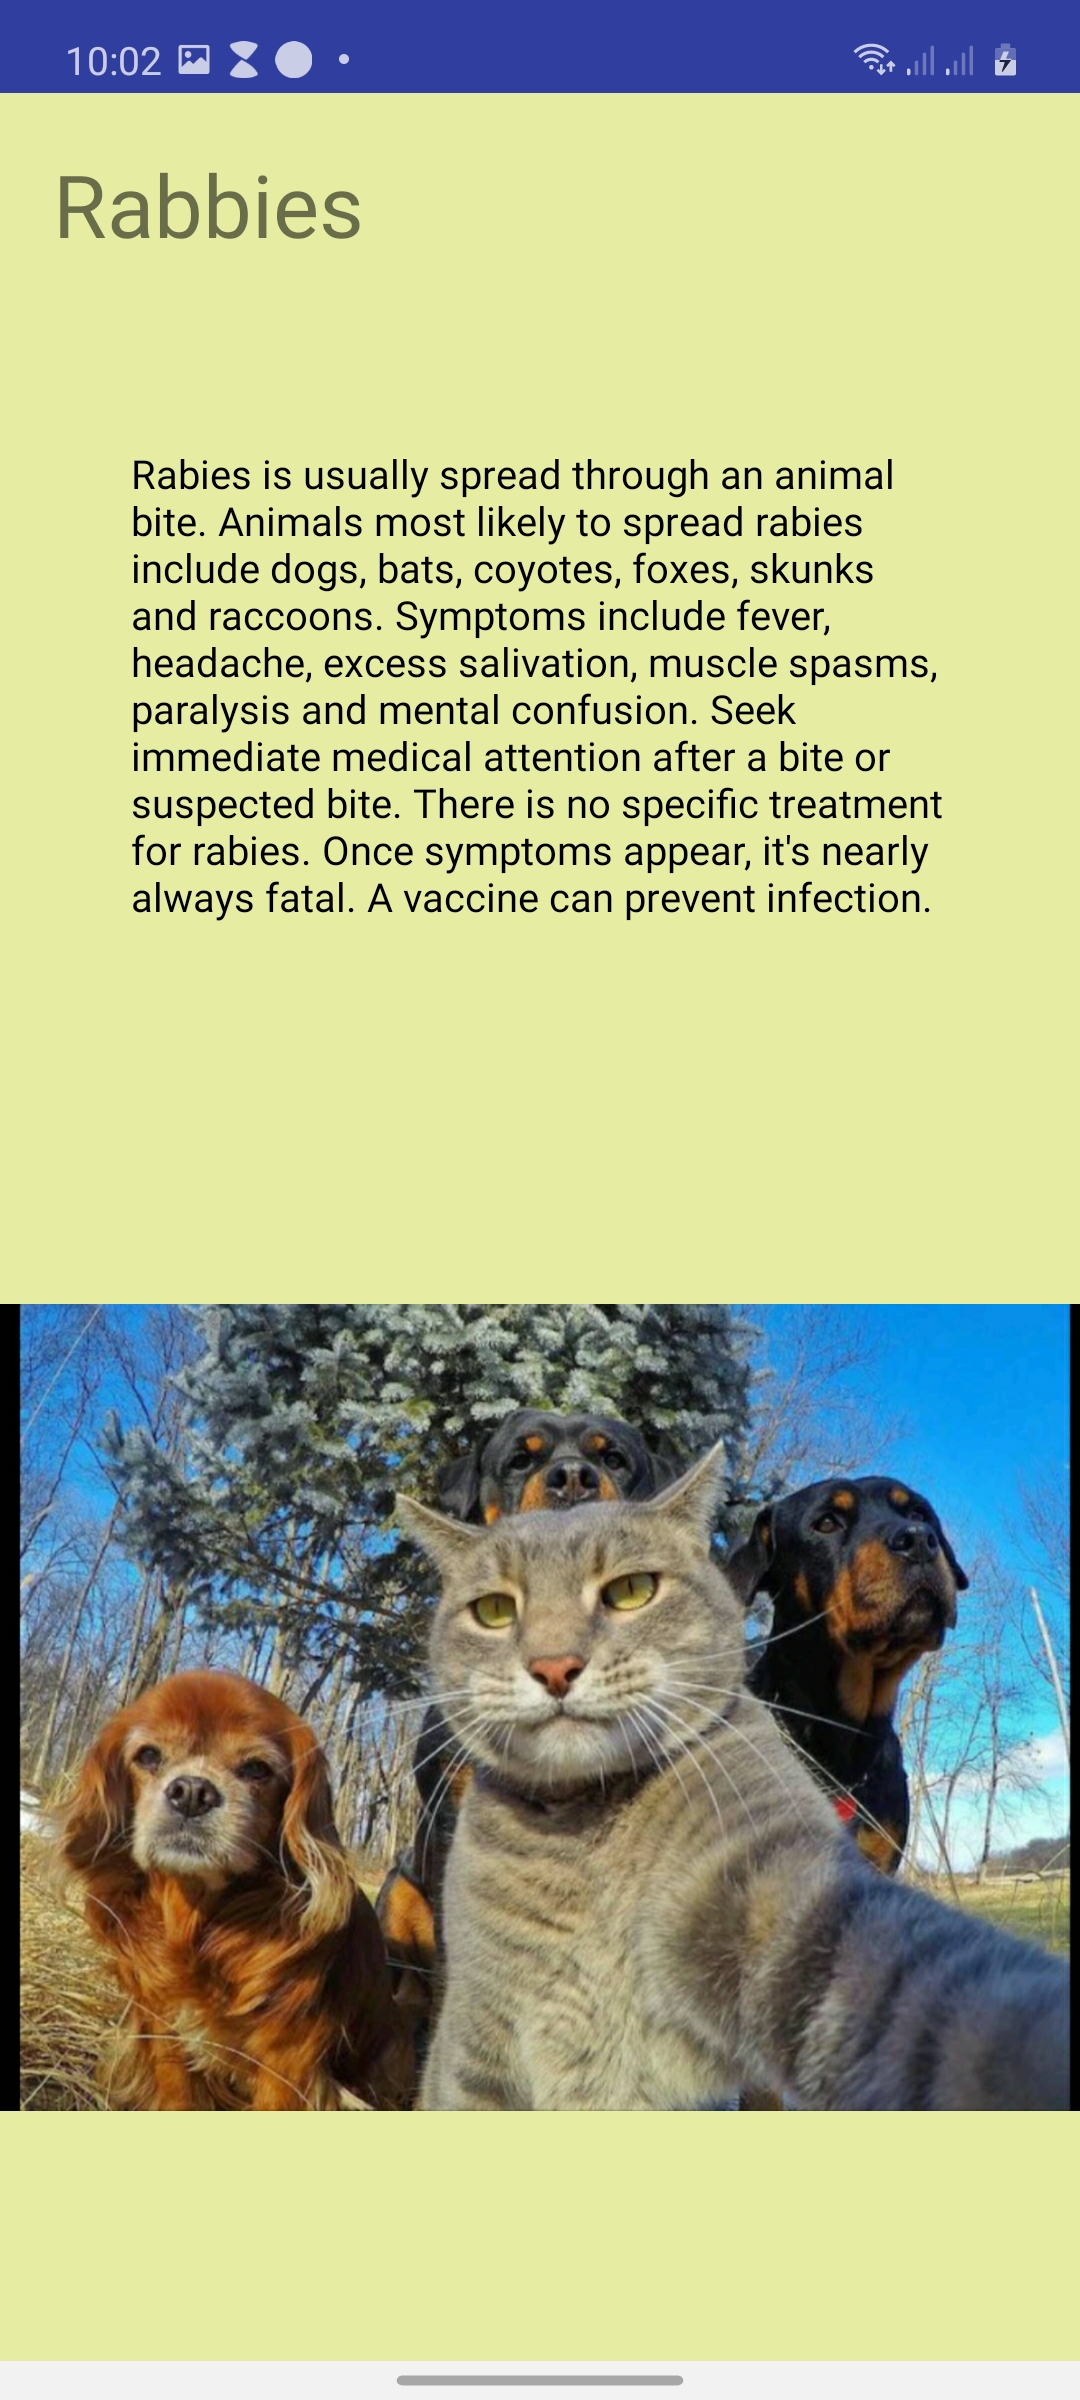 10:02
Rabbies
Rabies is usually spread through an animal
bite. Animals most likely to spread rabies
include dogs, bats, coyotes, foxes, skunks
and raccoons. Symptoms include fever,
headache, excess salivation, muscle spasms,
paralysis and mental confusion. Seek
immediate medical attention after a bite or
suspected bite. There is no specific treatment
for rabies. Once symptoms appear, it's nearly
always fatal. A vaccine can prevent infection.